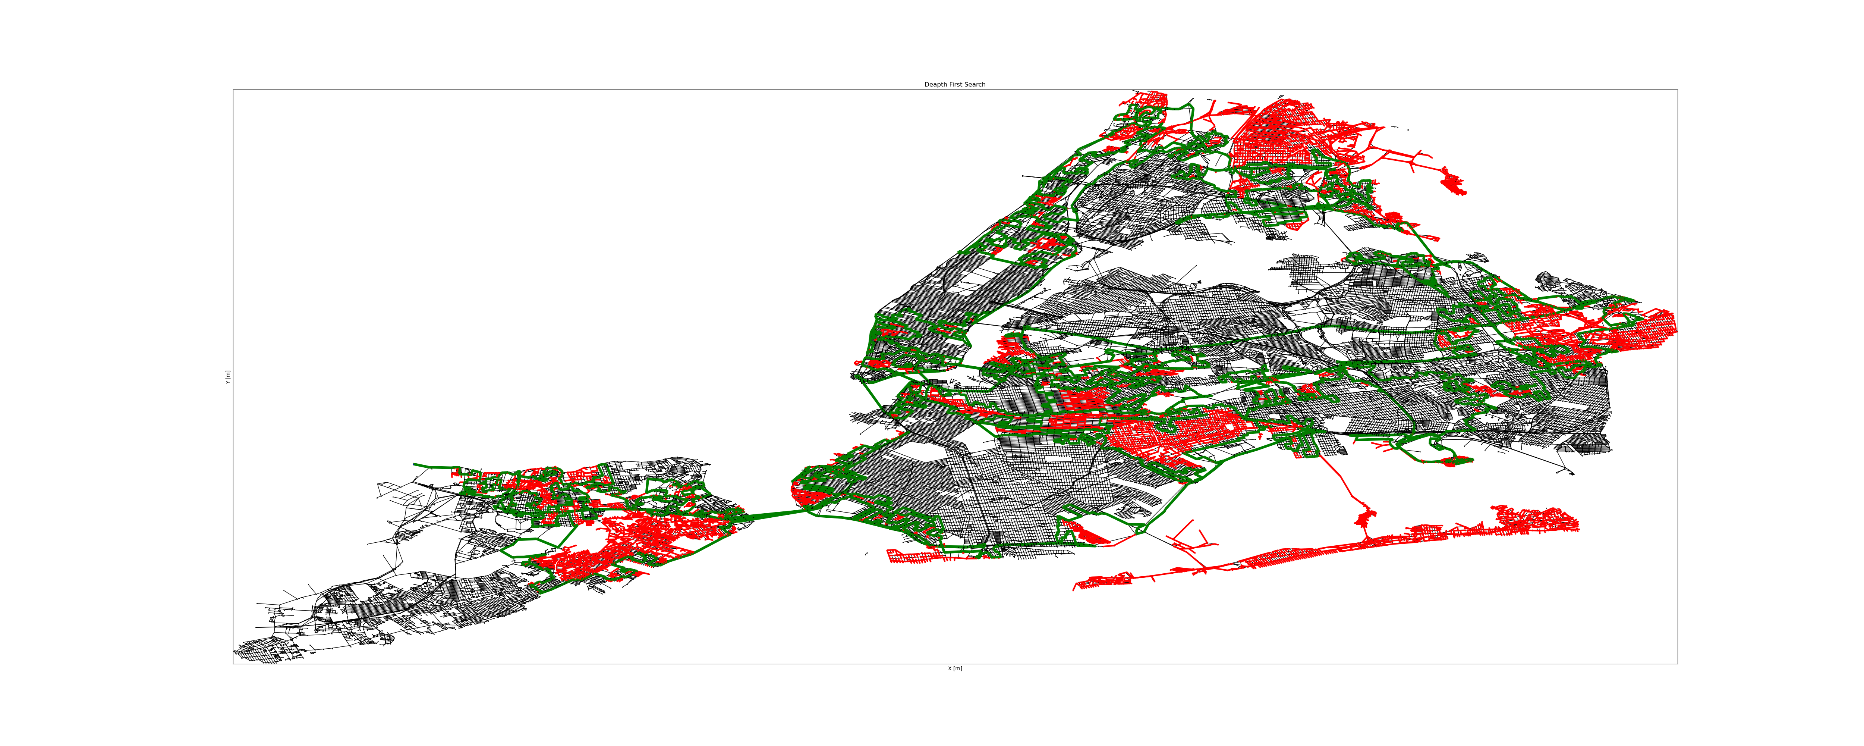 Deapth First Search
Y [m]
X [m]